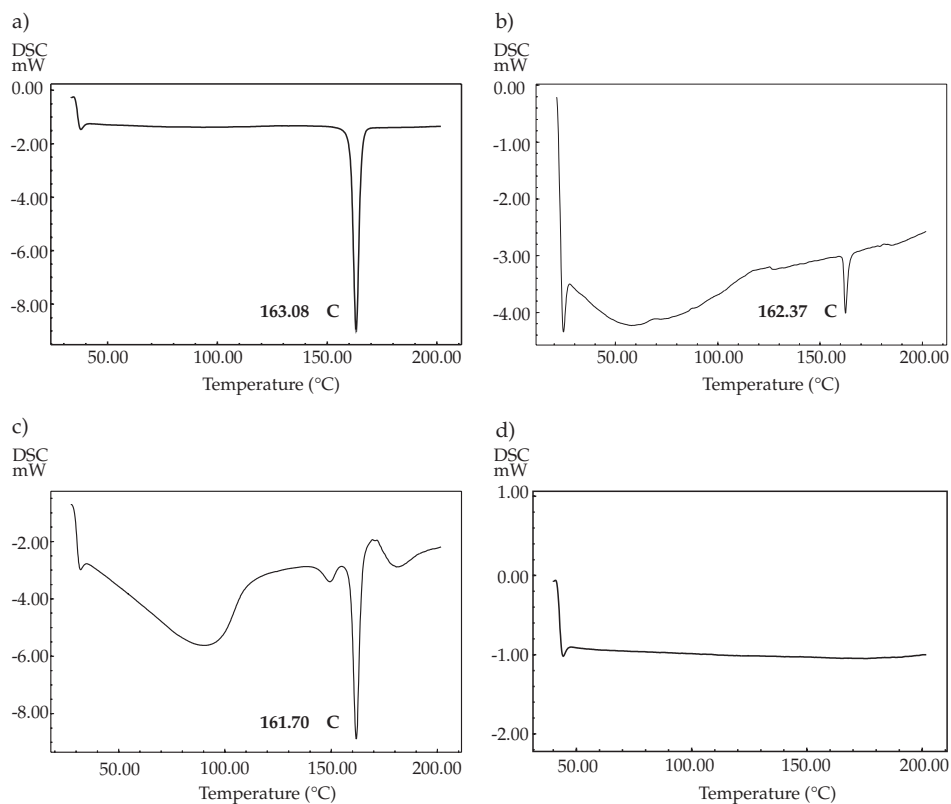 a)
DSC
mW
0.00
-2.00
-4.00
-6.00
-8.00
163.08 C
50.00 100.00 150.00 200.00
Temperature (°C)
b)
DSC
mW
0.00
-1.00
-2.00
-3.00
-4.00
162.37 C
50.00 100.00 150.00 200.00
Temperature (°C)
c)
DSC
mW
-2.00
-4.00
-6.00
-8.00
161.70 C
50.00 100.00 150.00 200.00
Temperature (°C)
d)
DSC
mW
1.00
0.00
-1.00
-2.00
50.00 100.00 150.00 200.00
Temperature (°C)